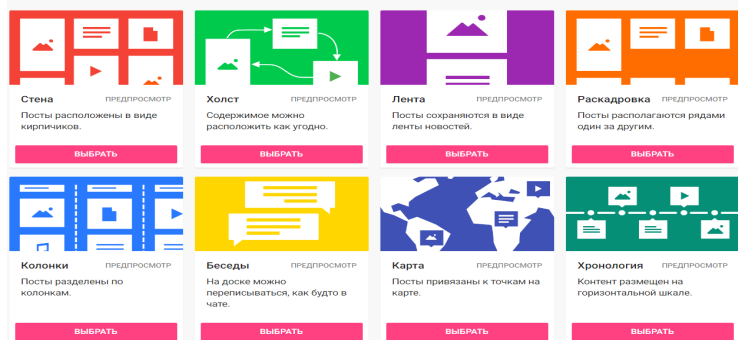 Стена ПРЕДПРОСМОТР
Посты расположены в виде
кирпичиков.
ВЫБРАТЬ
Холст ПРЕДПРОСМОТР
Содержимое можно
расположить как угодно.
ВЫБРАТЬ
Лента ПРЕДПРОСМОТР
Посты сохраняются в виде
ленты новостей.
ВЫБРАТЬ
Раскадровка ПРЕДПРОСМОТР
Посты располагаются рядами
один за другим.
ВЫБРАТЬ
Колонки ПРЕДПРОСМОТР
Посты разделены по
колонкам.
ВЫБРАТЬ
Беседы ПРЕДПРОСМОТР
На доске можно
переписываться, как будто в
чате.
ВЫБРАТЬ
Карта ПРЕДПРОСМОТР
Посты привязаны к точкам на
карте.
ВЫБРАТЬ
Хронология ПРЕДПРОСМОТР
Контент размещен на
горизонтальной шкале.
ВЫБРАТЬ